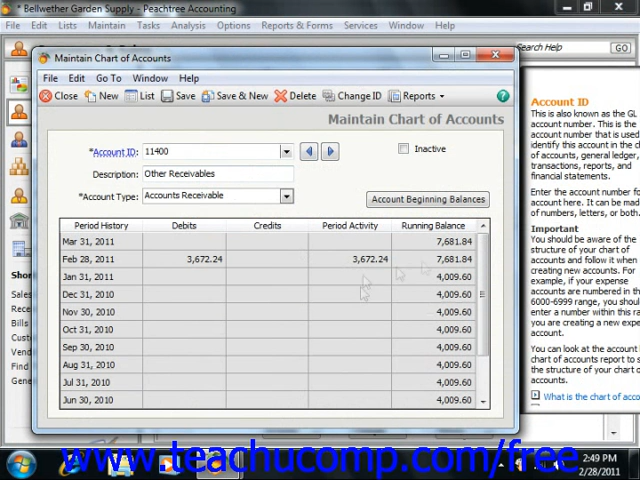 * Bellwether Garden Supply - Peachtree Accounting
File Edit Lists Maintain Tasks Analysis Options Reports & Forms Services Window Help
Search Help GO
Maintain Chart of Accounts
File Edit Go To Window Help
Close New List Save Save & New Delete Change ID Reports
Maintain Chart of Accounts
*Account ID: 11400
Inactive
Description: Other Receivables
*Account Type: Accounts Receivable
Account Beginning Balances
Period History Debits Credits Period Activity Running Balance
Mar 31, 2011 7,681.84
Feb 28, 2011 3,672.24 3,672.24 7,681.84
Jan 31, 2011 4,009.60
Dec 31, 2010 4,009.60
Nov 30, 2010 4,009.60
Oct 31, 2010 4,009.60
Sep 30, 2010 4,009.60
Aug 31, 2010 4,009.60
Jul 31, 2010 4,009.60
Jun 30, 2010 4,009.60
Account ID
This is also known as the GL
account number. This is the
account number that is used
identify this account in the ch
of accounts, general ledger,
transactions, reports, and
financial statements.
Enter the account number fo
account here. It can be mad
of numbers, letters, or both.
Important
You should be aware of the
structure of your chart of
accounts and follow it when
creating new accounts. For
example, if your expense
accounts are numbered in th
6000-6999 range, you should
enter a number within this ra
you are creating a new expe
account.
You can look at the account
chart of accounts report to s
the structure of your chart o
accounts.
What is the chart of acco
Shor
Sales
Rece
Bills
Custo
Vend
Gene
www.teachucomp.com/free
2:49 PM
2/28/2011